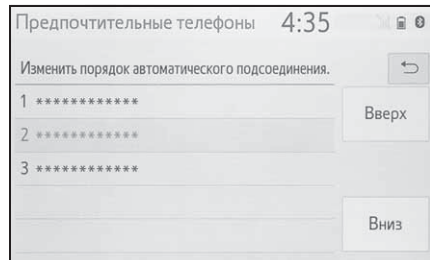 Предпочтительные телефоны 4:35
Изменить порядок автоматического подсоединения.
1 ************
Вверх
2 ************
3 ************
Вниз